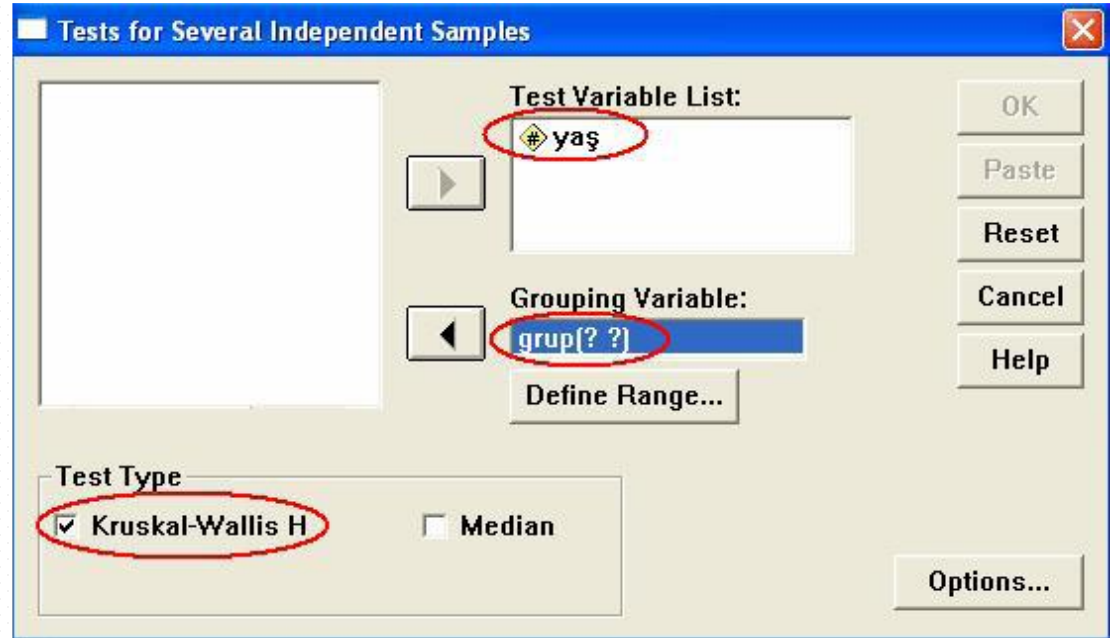 Tests for Several Independent Samples
Test Variable List:
# yaş
Grouping Variable:
grup(? ?)
Define Range...
OK
Paste
Reset
Cancel
Help
Test Type
Kruskal-Wallis H
Median
Options...